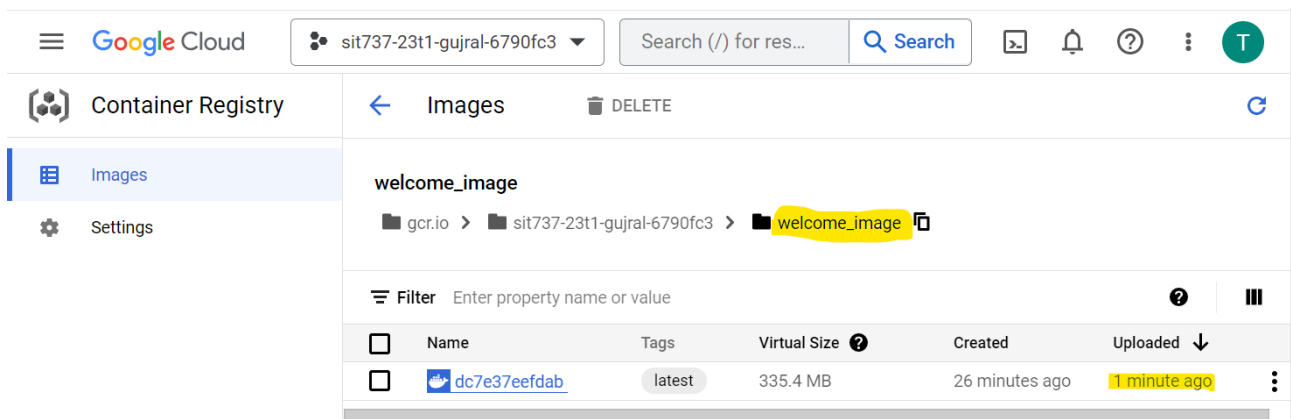 Google Cloud sit737-23t1-gujral-6790fc3 Search (/) for res... Search T
Container Registry Images DELETE
Images
Settings
welcome_image
gcr.io > sit737-23t1-gujral-6790fc3 > welcome_image
Filter Enter property name or value
Name Tags Virtual Size Created Uploaded
dc7e37eefdab latest 335.4 MB 26 minutes ago 1 minute ago